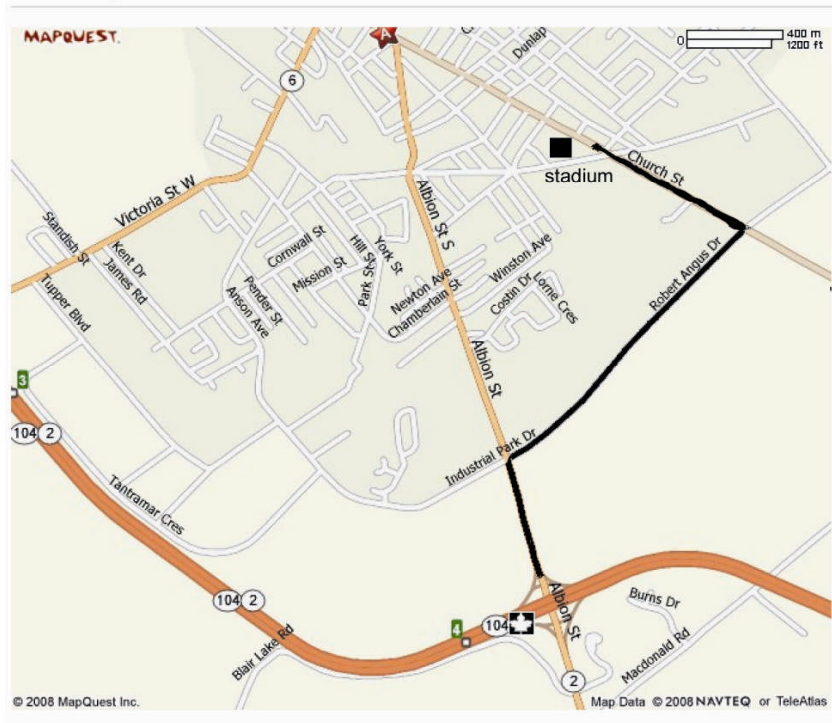 MAPQUEST.
A
400 m
0
1200 ft
Dunlap
6
stadium
Church St
Victoria St W
Albion St S
Standish St
Kent Dr
James Rd
Cornwall St
Hill St
York St
Mission St
Park St
Pender St
Anson Ave
Tupper Blvd
Newton Ave
Chamberlain St
Winston Ave
Costin Dr
Lorne Cres
Robert Angus Dr
Albion St
3
104
2
Industrial Park Dr
Tantramar Cres
104
2
4
104
Albion St
Burns Dr
Blair Lake Rd
Macdonald Rd
2
© 2008 MapQuest Inc.
Map Data © 2008 NAVTEQ or TeleAtlas